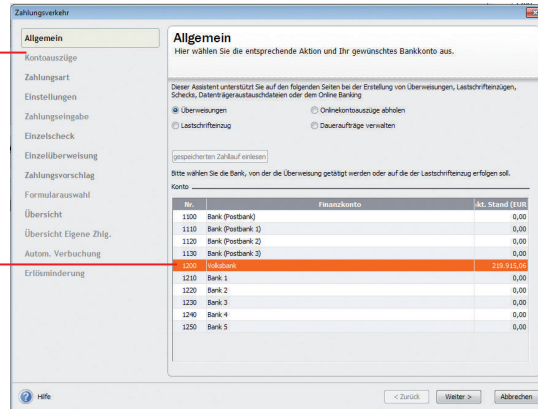 Zahlungsverkehr
Allgemein
Kontoauszüge
Zahlungsart
Einstellungen
Zahlungseingabe
Einzelscheck
Einzelüberweisung
Zahlungsvorschlag
Formularauswahl
Übersicht
Übersicht Eigene Zhlg.
Autom. Verbuchung
Erlösminderung
Allgemein
Hier wählen Sie die entsprechende Aktion und Ihr gewünschtes Bankkonto aus.
Dieser Assistent unterstützt Sie auf den folgenden Seiten bei der Erstellung von Überweisungen, Lastschrifteinzügen,
Schecks, Datenträgeraustauschdateien oder dem Online Banking
Überweisungen Onlinekontoauszüge abholen
Lastschrifteinzug Daueraufträge verwalten
gespeicherten Zahllauf einlesen
Bitte wählen Sie die Bank, von der die Überweisung getätigt werden oder auf die der Lastschrifteinzug erfolgen soll.
Konto
Nr. Finanzkonto akt. Stand (EUR
1100 Bank (Postbank) 0,00
1110 Bank (Postbank 1) 0,00
1120 Bank (Postbank 2) 0,00
1130 Bank (Postbank 3) 0,00
1200 Volksbank 219.915,06
1210 Bank 1 0,00
1220 Bank 2 0,00
1230 Bank 3 0,00
1240 Bank 4 0,00
1250 Bank 5 0,00
Hilfe < Zurück Weiter > Abbrechen